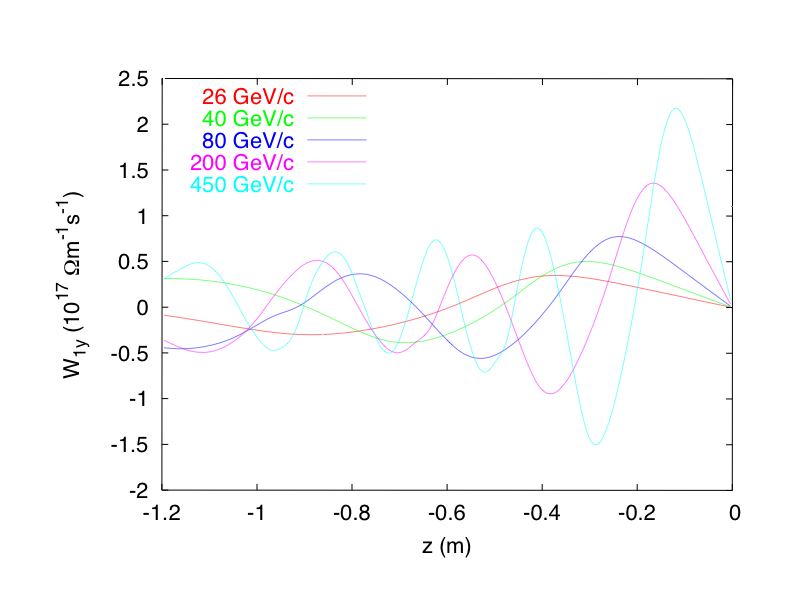 2.5
2
1.5
1
0.5
0
-0.5
-1
-1.5
-2
W1y (10^17 Ωm^-1s^-1)
26 GeV/c
40 GeV/c
80 GeV/c
200 GeV/c
450 GeV/c
-1.2 -1 -0.8 -0.6 -0.4 -0.2 0
z (m)